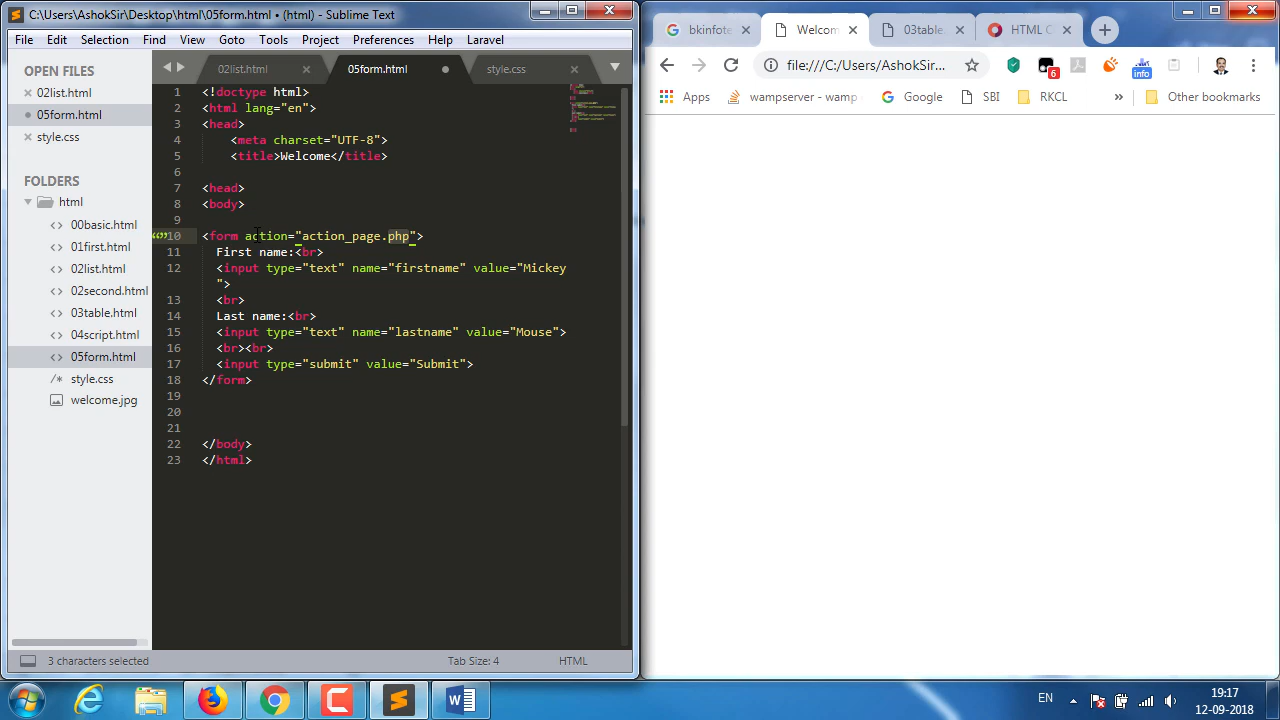 C:\Users\AshokSir\Desktop\html\05form.html • (html) - Sublime Text
File Edit Selection Find View Goto Tools Project Preferences Help Laravel
OPEN FILES
02list.html
05form.html
style.css
FOLDERS
html
00basic.html
01first.html
02list.html
02second.html
03table.html
04script.html
05form.html
style.css
welcome.jpg
02list.html 05form.html style.css
1 <!doctype html>
2 <html lang="en">
3 <head>
4 <meta charset="UTF-8">
5 <title>Welcome</title>
6
7 <head>
8 <body>
9
10 <form action="action_page.php">
11 First name:<br>
12 <input type="text" name="firstname" value="Mickey
">
13 <br>
14 Last name:<br>
15 <input type="text" name="lastname" value="Mouse">
16 <br><br>
17 <input type="submit" value="Submit">
18 </form>
19
20
21
22 </body>
23 </html>
3 characters selected Tab Size: 4 HTML
bkinfote Welcom 03table. HTML C
file:///C:/Users/AshokSir... 6 info
Apps wampserver - wamp Google SBI RKCL » Other bookmarks
EN
19:17
12-09-2018